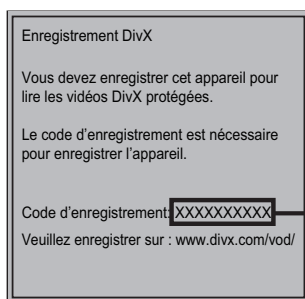 Enregistrement DivX
Vous devez enregistrer cet appareil pour
lire les vidéos DivX protégées.
Le code d'enregistrement est nécessaire
pour enregistrer l'appareil.
Code d'enregistrement: XXXXXXXXXX
Veuillez enregistrer sur : www.divx.com/vod/